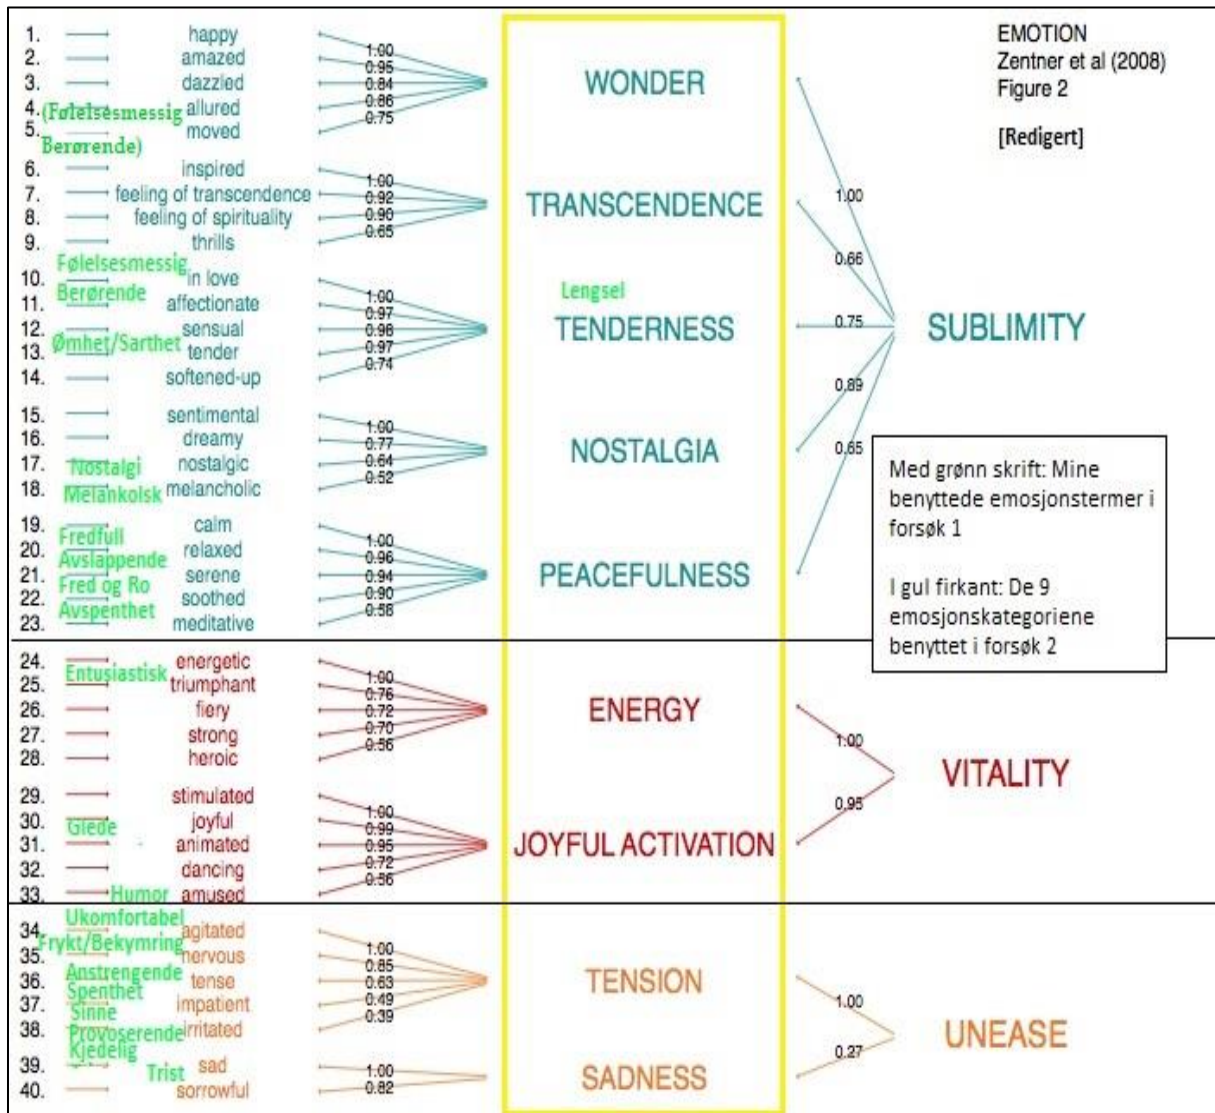 1. happy
1.00
2. amazed
0.95
3. dazzled
0.84
4. allured
0.86
5. moved
0.75
(Følelsesmessig
Berørende)
WONDER
6. inspired
1.00
7. feeling of transcendence
0.92
8. feeling of spirituality
0.90
9. thrills
0.65
TRANSCENDENCE
Følelsesmessig
Berørende
10. in love
1.00
11. affectionate
0.97
12. sensual
0.98
13. tender
0.97
14. softened-up
0.74
Ømhet/Sarthet
Lengsel
TENDERNESS
15. sentimental
1.00
16. dreamy
0.77
17. nostalgic
0.64
18. melancholic
0.52
Nostalgi
Melankolsk
NOSTALGIA
19. calm
1.00
20. relaxed
0.96
21. serene
0.94
22. soothed
0.90
23. meditative
0.58
Fredfull
Avslappende
Fred og Ro
Avspenthet
PEACEFULNESS
1.00
0.66
0.75
0.89
0.65
SUBLIMITY
24. energetic
1.00
25. triumphant
0.76
26. fiery
0.72
27. strong
0.70
28. heroic
0.56
Entusiastisk
ENERGY
29. stimulated
1.00
30. joyful
0.99
31. animated
0.95
32. dancing
0.72
33. amused
0.56
Glede
Humor
JOYFUL ACTIVATION
1.00
0.95
VITALITY
34. agitated
1.00
35. nervous
0.85
36. tense
0.63
37. impatient
0.49
38. irritated
0.39
Ukomfortabel
Frykt/Bekymring
Anstrengende
Spenthet
Sinne
Provoserende
Kjedelig
TENSION
39. sad
1.00
40. sorrowful
0.82
Trist
SADNESS
1.00
0.27
UNEASE
EMOTION
Zentner et al (2008)
Figure 2
[Redigert]
Med grønn skrift: Mine
benyttede emosjonstermer i
forsøk 1
I gul firkant: De 9
emosjonskategoriene
benyttet i forsøk 2